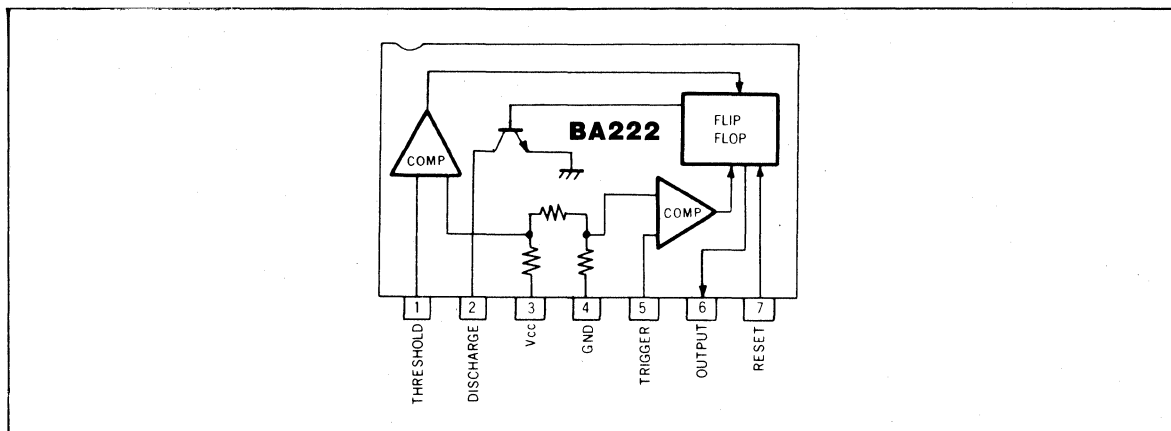 BA222
FLIP
FLOP
COMP
COMP
1
2
3
4
5
6
7
THRESHOLD
DISCHARGE
Vcc
GND
TRIGGER
OUTPUT
RESET